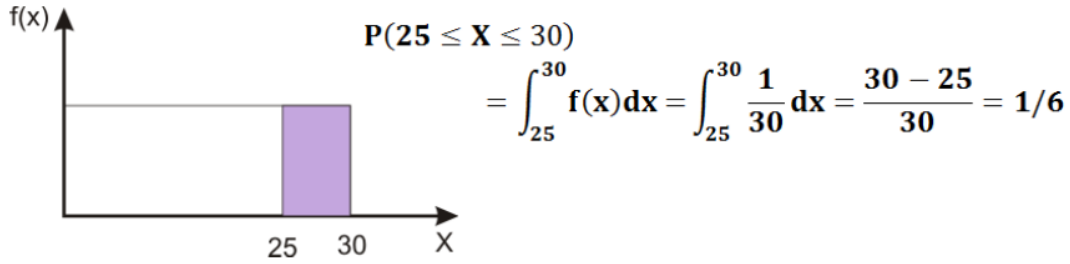 f(x)
P(25 ≤ X ≤ 30)
= ∫₂₅³⁰ f(x)dx = ∫₂₅³⁰ 1/30 dx = (30 − 25)/30 = 1/6
25 30 X